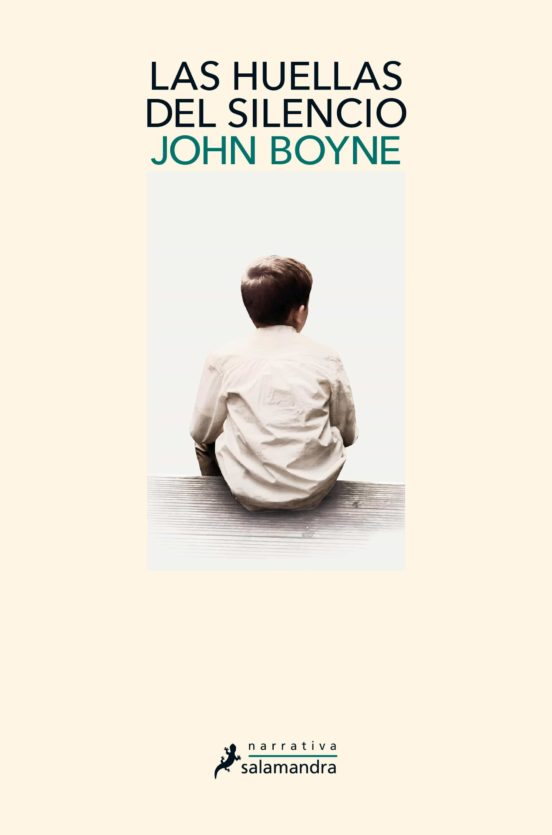 LAS HUELLAS
DEL SILENCIO
JOHN BOYNE
narrativa
salamandra